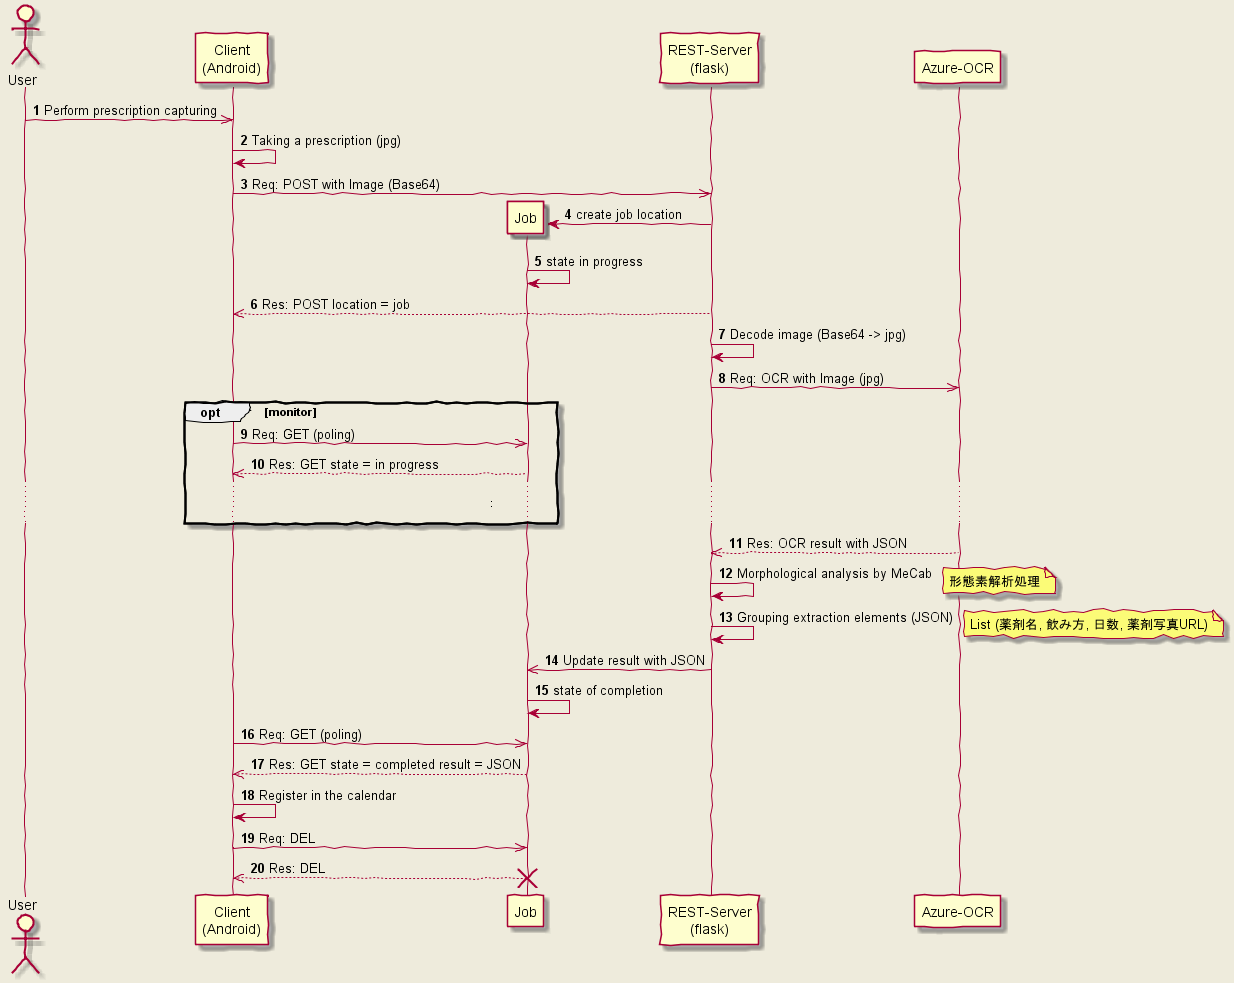 User
Client
(Android)
REST-Server
(flask)
Azure-OCR
1 Perform prescription capturing
2 Taking a prescription (jpg)
3 Req: POST with Image (Base64)
Job
4 create job location
5 state in progress
6 Res: POST location = job
7 Decode image (Base64 -> jpg)
8 Req: OCR with Image (jpg)
opt [monitor]
9 Req: GET (poling)
10 Res: GET state = in progress
:
11 Res: OCR result with JSON
12 Morphological analysis by MeCab
形態素解析処理
13 Grouping extraction elements (JSON)
List (薬剤名, 飲み方, 日数, 薬剤写真URL)
14 Update result with JSON
15 state of completion
16 Req: GET (poling)
17 Res: GET state = completed result = JSON
18 Register in the calendar
19 Req: DEL
20 Res: DEL
User
Client
(Android)
Job
REST-Server
(flask)
Azure-OCR